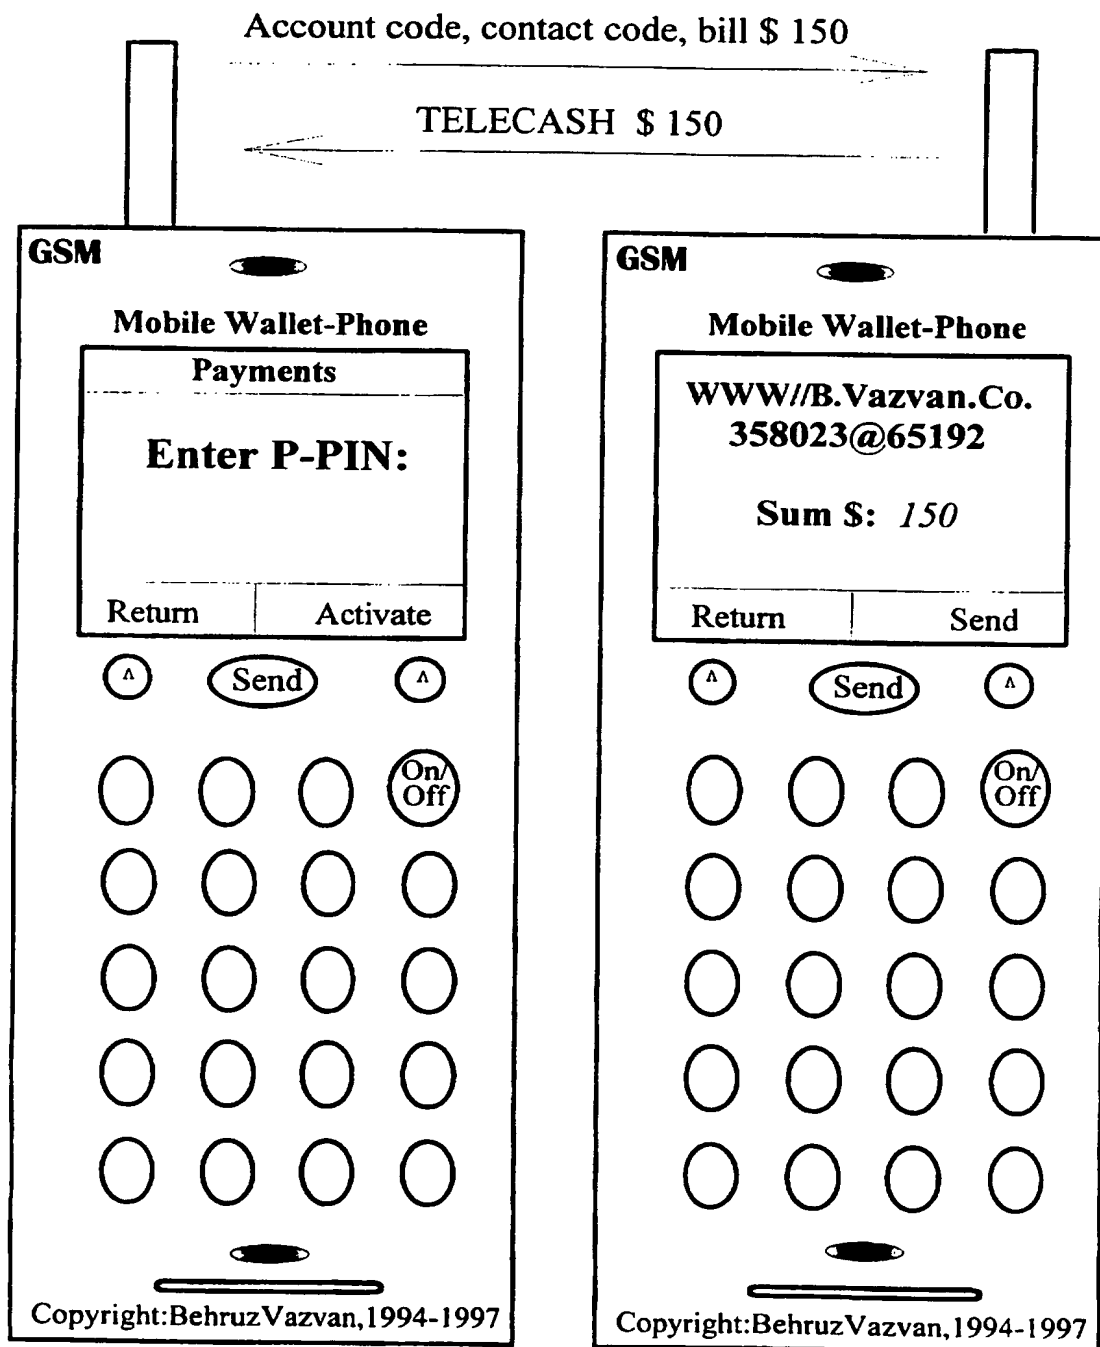 Account code, contact code, bill $ 150
TELECASH $ 150
GSM
Mobile Wallet-Phone
Payments
Enter P-PIN:
Return Activate
^ Send ^
On/
Off
Copyright:BehruzVazvan,1994-1997
GSM
Mobile Wallet-Phone
WWW//B.Vazvan.Co.
358023@65192
Sum $: 150
Return Send
^ Send ^
On/
Off
Copyright:BehruzVazvan,1994-1997